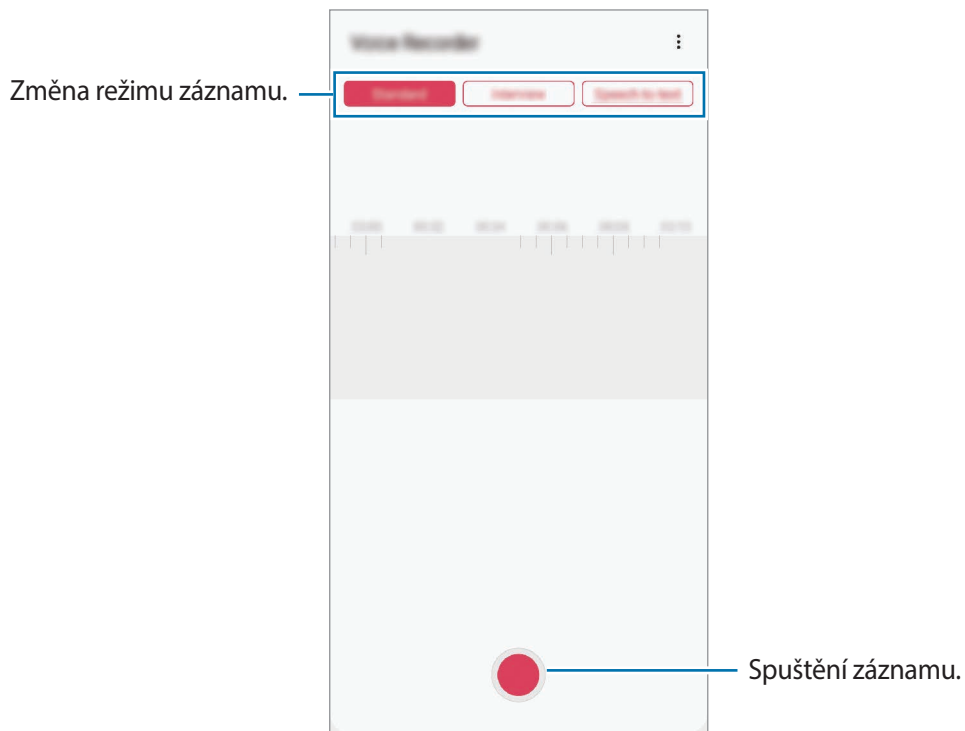 Voice Recorder
Změna režimu záznamu.
Standard Interview Speech to text
Spuštění záznamu.